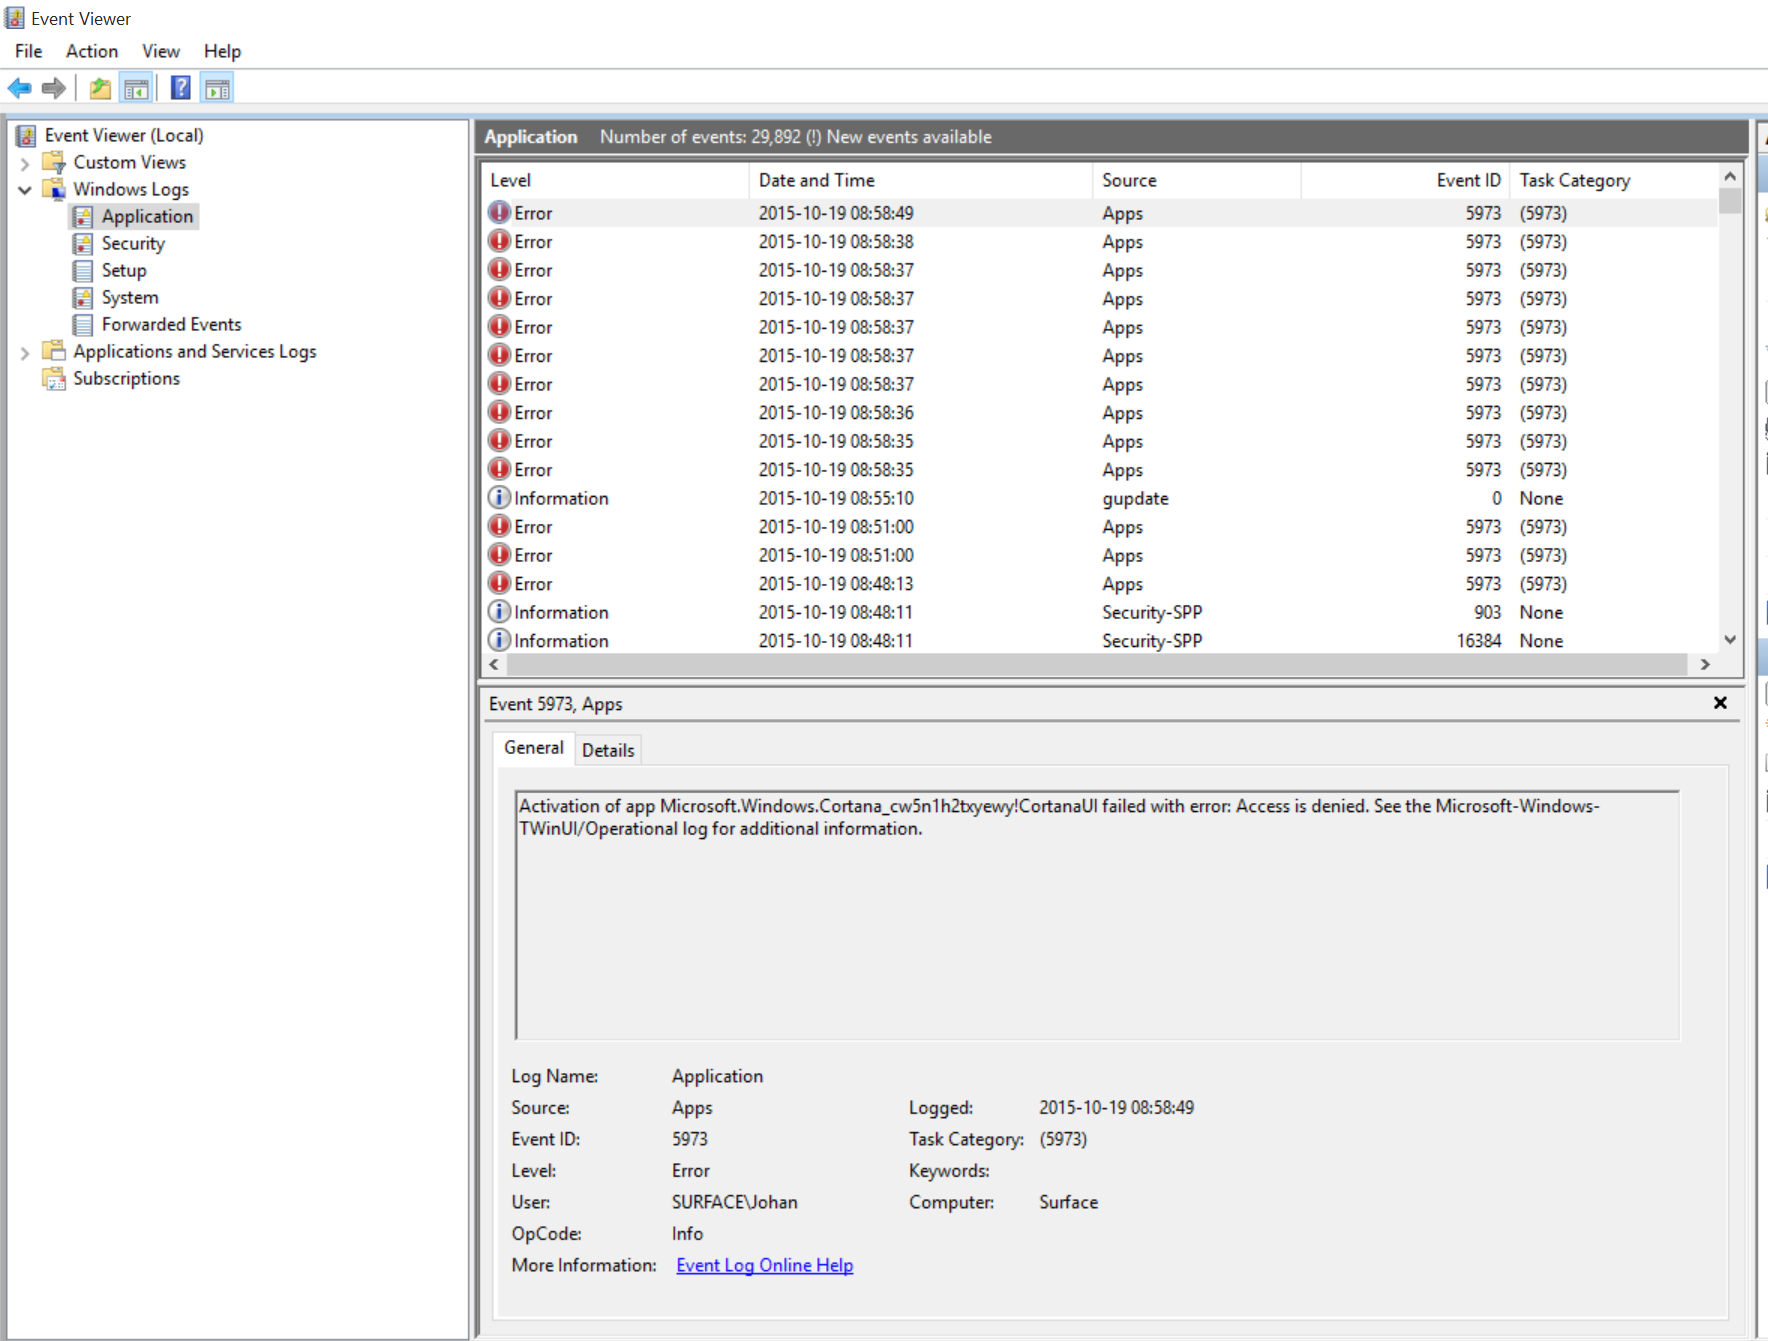 Event Viewer
File Action View Help
Event Viewer (Local)
Custom Views
Windows Logs
Application
Security
Setup
System
Forwarded Events
Applications and Services Logs
Subscriptions
Application Number of events: 29,892 (!) New events available
Level Date and Time Source Event ID Task Category
Error 2015-10-19 08:58:49 Apps 5973 (5973)
Error 2015-10-19 08:58:38 Apps 5973 (5973)
Error 2015-10-19 08:58:37 Apps 5973 (5973)
Error 2015-10-19 08:58:37 Apps 5973 (5973)
Error 2015-10-19 08:58:37 Apps 5973 (5973)
Error 2015-10-19 08:58:37 Apps 5973 (5973)
Error 2015-10-19 08:58:37 Apps 5973 (5973)
Error 2015-10-19 08:58:36 Apps 5973 (5973)
Error 2015-10-19 08:58:35 Apps 5973 (5973)
Error 2015-10-19 08:58:35 Apps 5973 (5973)
Information 2015-10-19 08:55:10 gupdate 0 None
Error 2015-10-19 08:51:00 Apps 5973 (5973)
Error 2015-10-19 08:51:00 Apps 5973 (5973)
Error 2015-10-19 08:48:13 Apps 5973 (5973)
Information 2015-10-19 08:48:11 Security-SPP 903 None
Information 2015-10-19 08:48:11 Security-SPP 16384 None
Event 5973, Apps
General Details
Activation of app Microsoft.Windows.Cortana_cw5n1h2txyewy!CortanaUI failed with error: Access is denied. See the Microsoft-Windows-
TWinUI/Operational log for additional information.
Log Name: Application
Source: Apps Logged: 2015-10-19 08:58:49
Event ID: 5973 Task Category: (5973)
Level: Error Keywords:
User: SURFACE\Johan Computer: Surface
OpCode: Info
More Information: Event Log Online Help